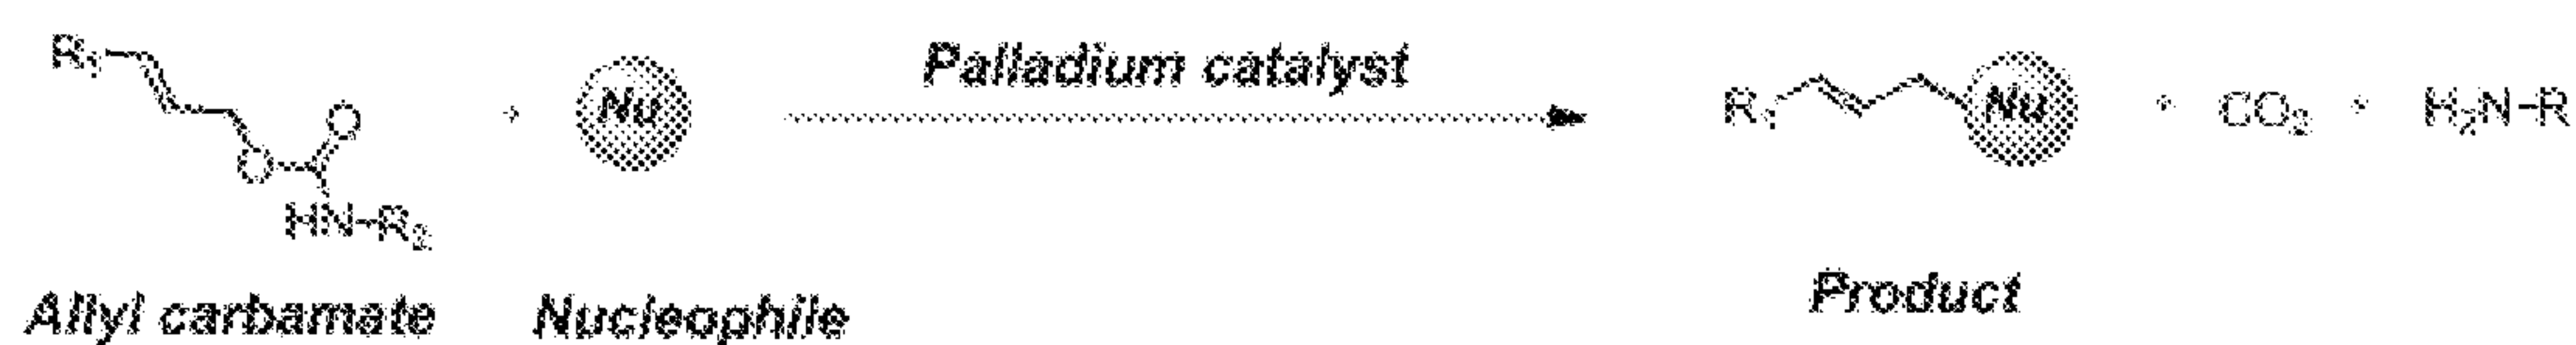 R₁ O O HN-R₂ + Nu Palladium catalyst R₁ Nu + CO₂ + H₂N-R
Allyl carbamate Nucleophile Product